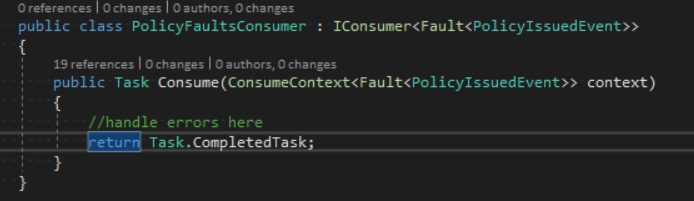 0 references | 0 changes | 0 authors, 0 changes
public class PolicyFaultsConsumer : IConsumer<Fault<PolicyIssuedEvent>>
{
19 references | 0 changes | 0 authors, 0 changes
public Task Consume(ConsumeContext<Fault<PolicyIssuedEvent>> context)
{
//handle errors here
return Task.CompletedTask;
}
}